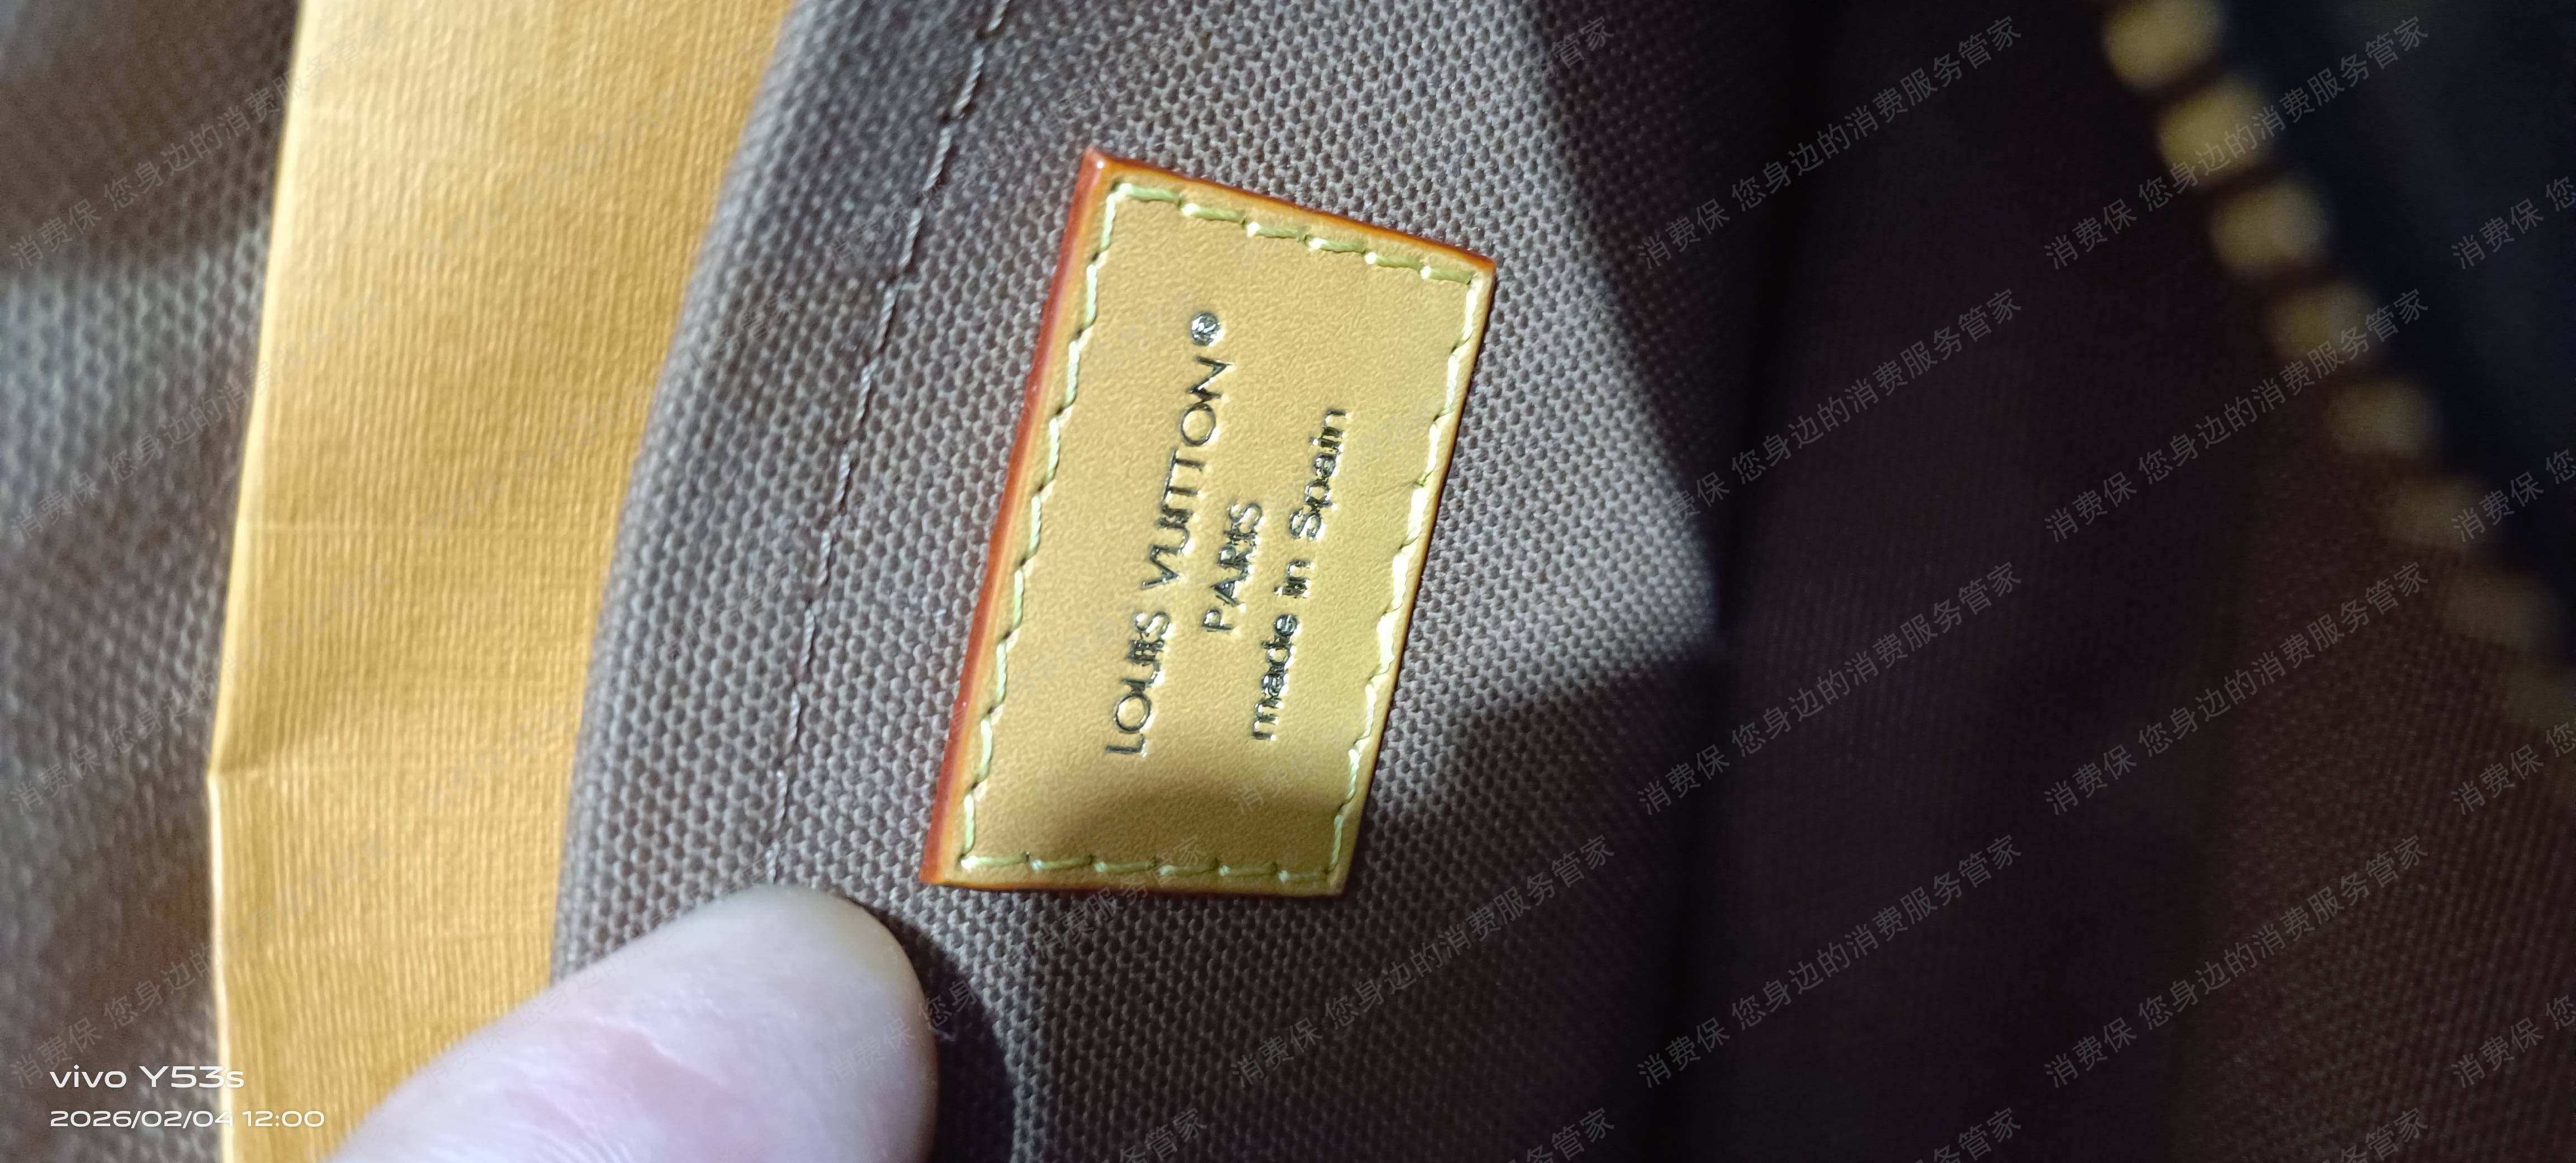 LOUIS VUITTON®
PARIS
made in Spain
vivo Y53s
2026/02/04 12:00
消费保 您身边的消费服务管家